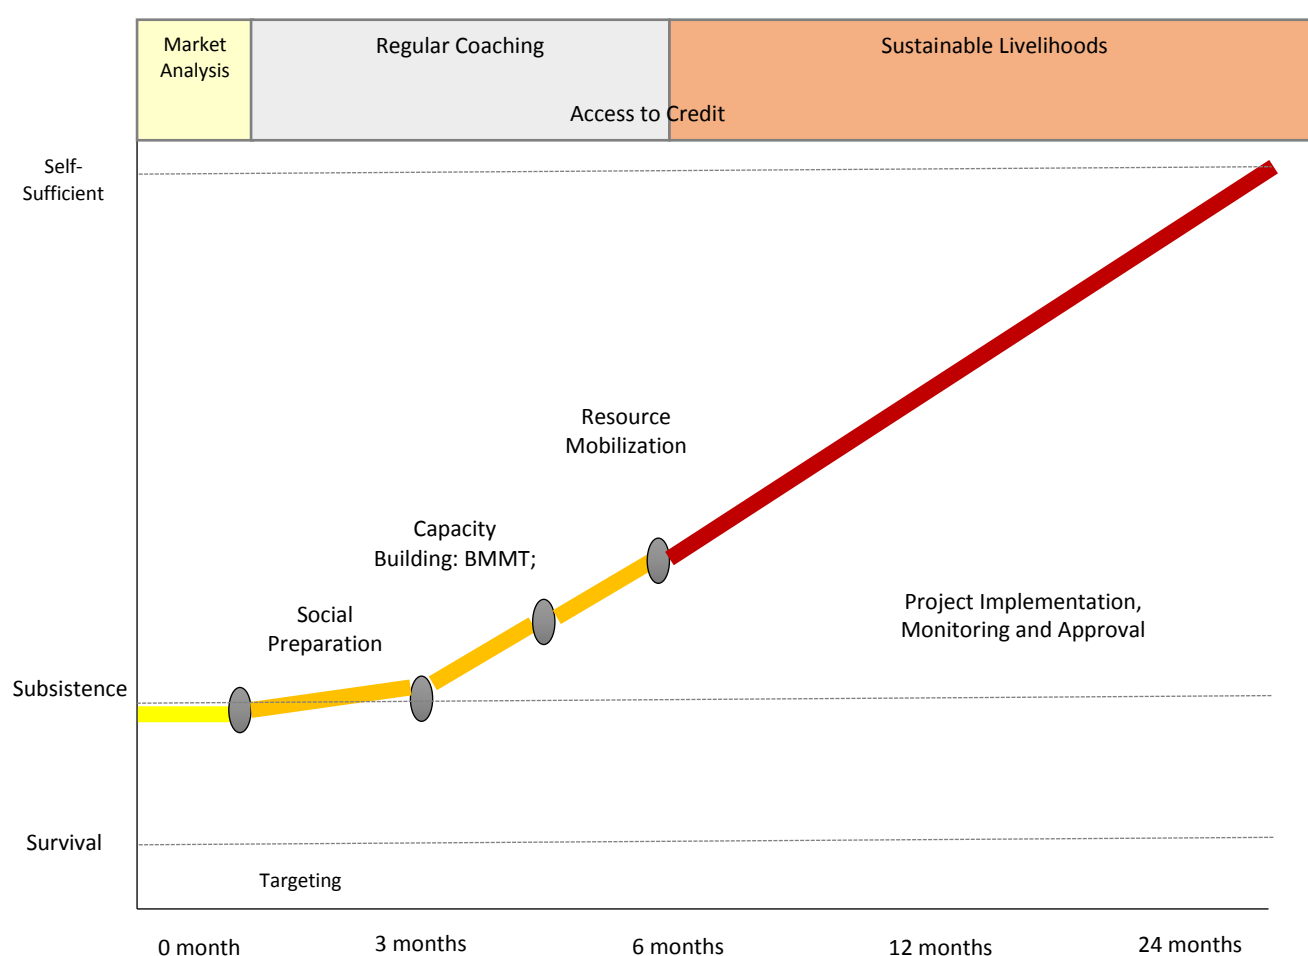 Market
Analysis
Regular Coaching
Sustainable Livelihoods
Access to Credit
Self-
Sufficient
Resource
Mobilization
Capacity
Building: BMMT;
Social
Preparation
Project Implementation,
Monitoring and Approval
Subsistence
Survival
Targeting
0 month
3 months
6 months
12 months
24 months